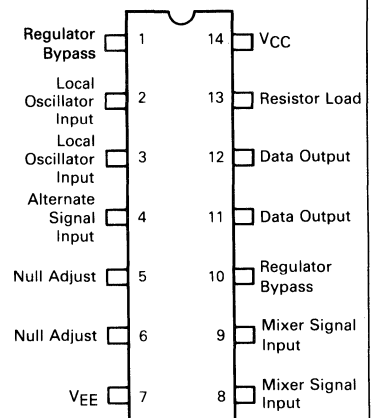 Regulator
Bypass
1
14
VCC
Local
Oscillator
Input
2
13
Resistor Load
Local
Oscillator
Input
3
12
Data Output
Alternate
Signal
Input
4
11
Data Output
Null Adjust
5
10
Regulator
Bypass
Null Adjust
6
9
Mixer Signal
Input
VEE
7
8
Mixer Signal
Input